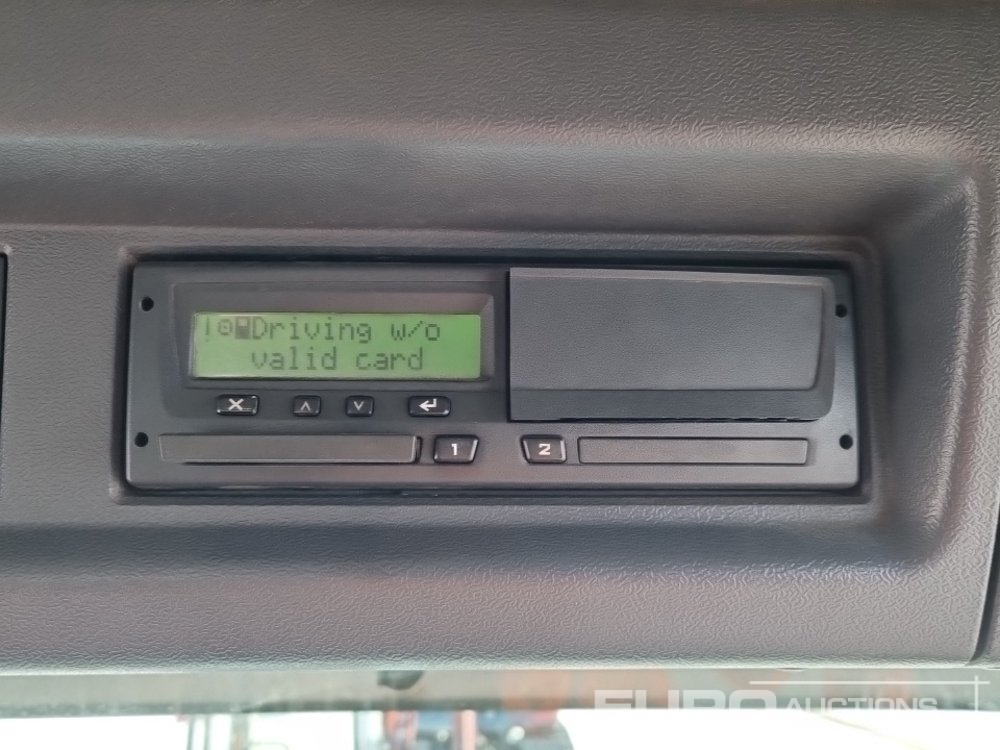 !Driving w/o
valid card
1
2
EURO AUCTIONS